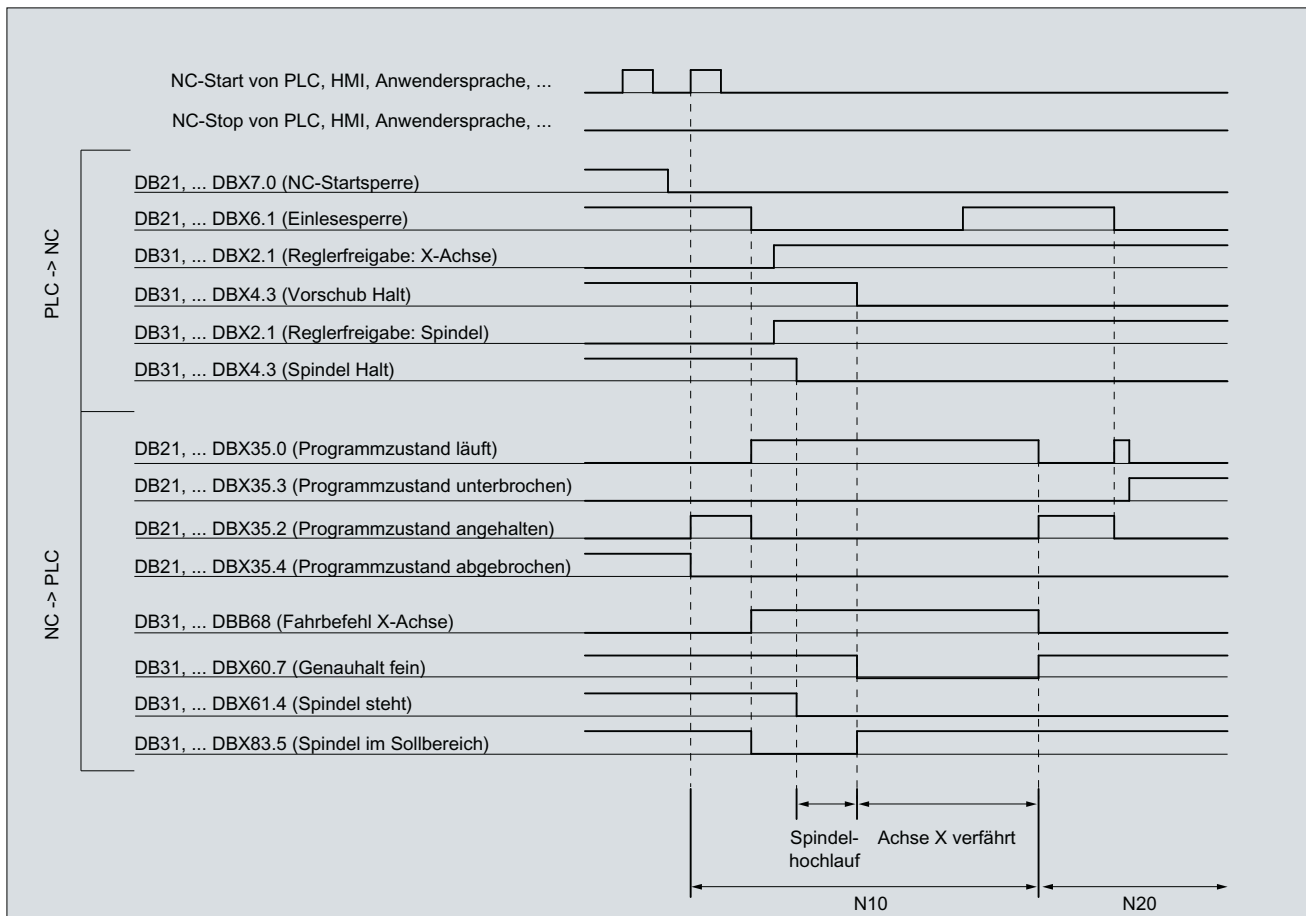 NC-Start von PLC, HMI, Anwendersprache, ...
NC-Stop von PLC, HMI, Anwendersprache, ...
PLC -> NC
DB21, ... DBX7.0 (NC-Startsperre)
DB21, ... DBX6.1 (Einlesesperre)
DB31, ... DBX2.1 (Reglerfreigabe: X-Achse)
DB31, ... DBX4.3 (Vorschub Halt)
DB31, ... DBX2.1 (Reglerfreigabe: Spindel)
DB31, ... DBX4.3 (Spindel Halt)
NC -> PLC
DB21, ... DBX35.0 (Programmzustand läuft)
DB21, ... DBX35.3 (Programmzustand unterbrochen)
DB21, ... DBX35.2 (Programmzustand angehalten)
DB21, ... DBX35.4 (Programmzustand abgebrochen)
DB31, ... DBB68 (Fahrbefehl X-Achse)
DB31, ... DBX60.7 (Genauhalt fein)
DB31, ... DBX61.4 (Spindel steht)
DB31, ... DBX83.5 (Spindel im Sollbereich)
Spindel-
hochlauf
Achse X verfährt
N10
N20